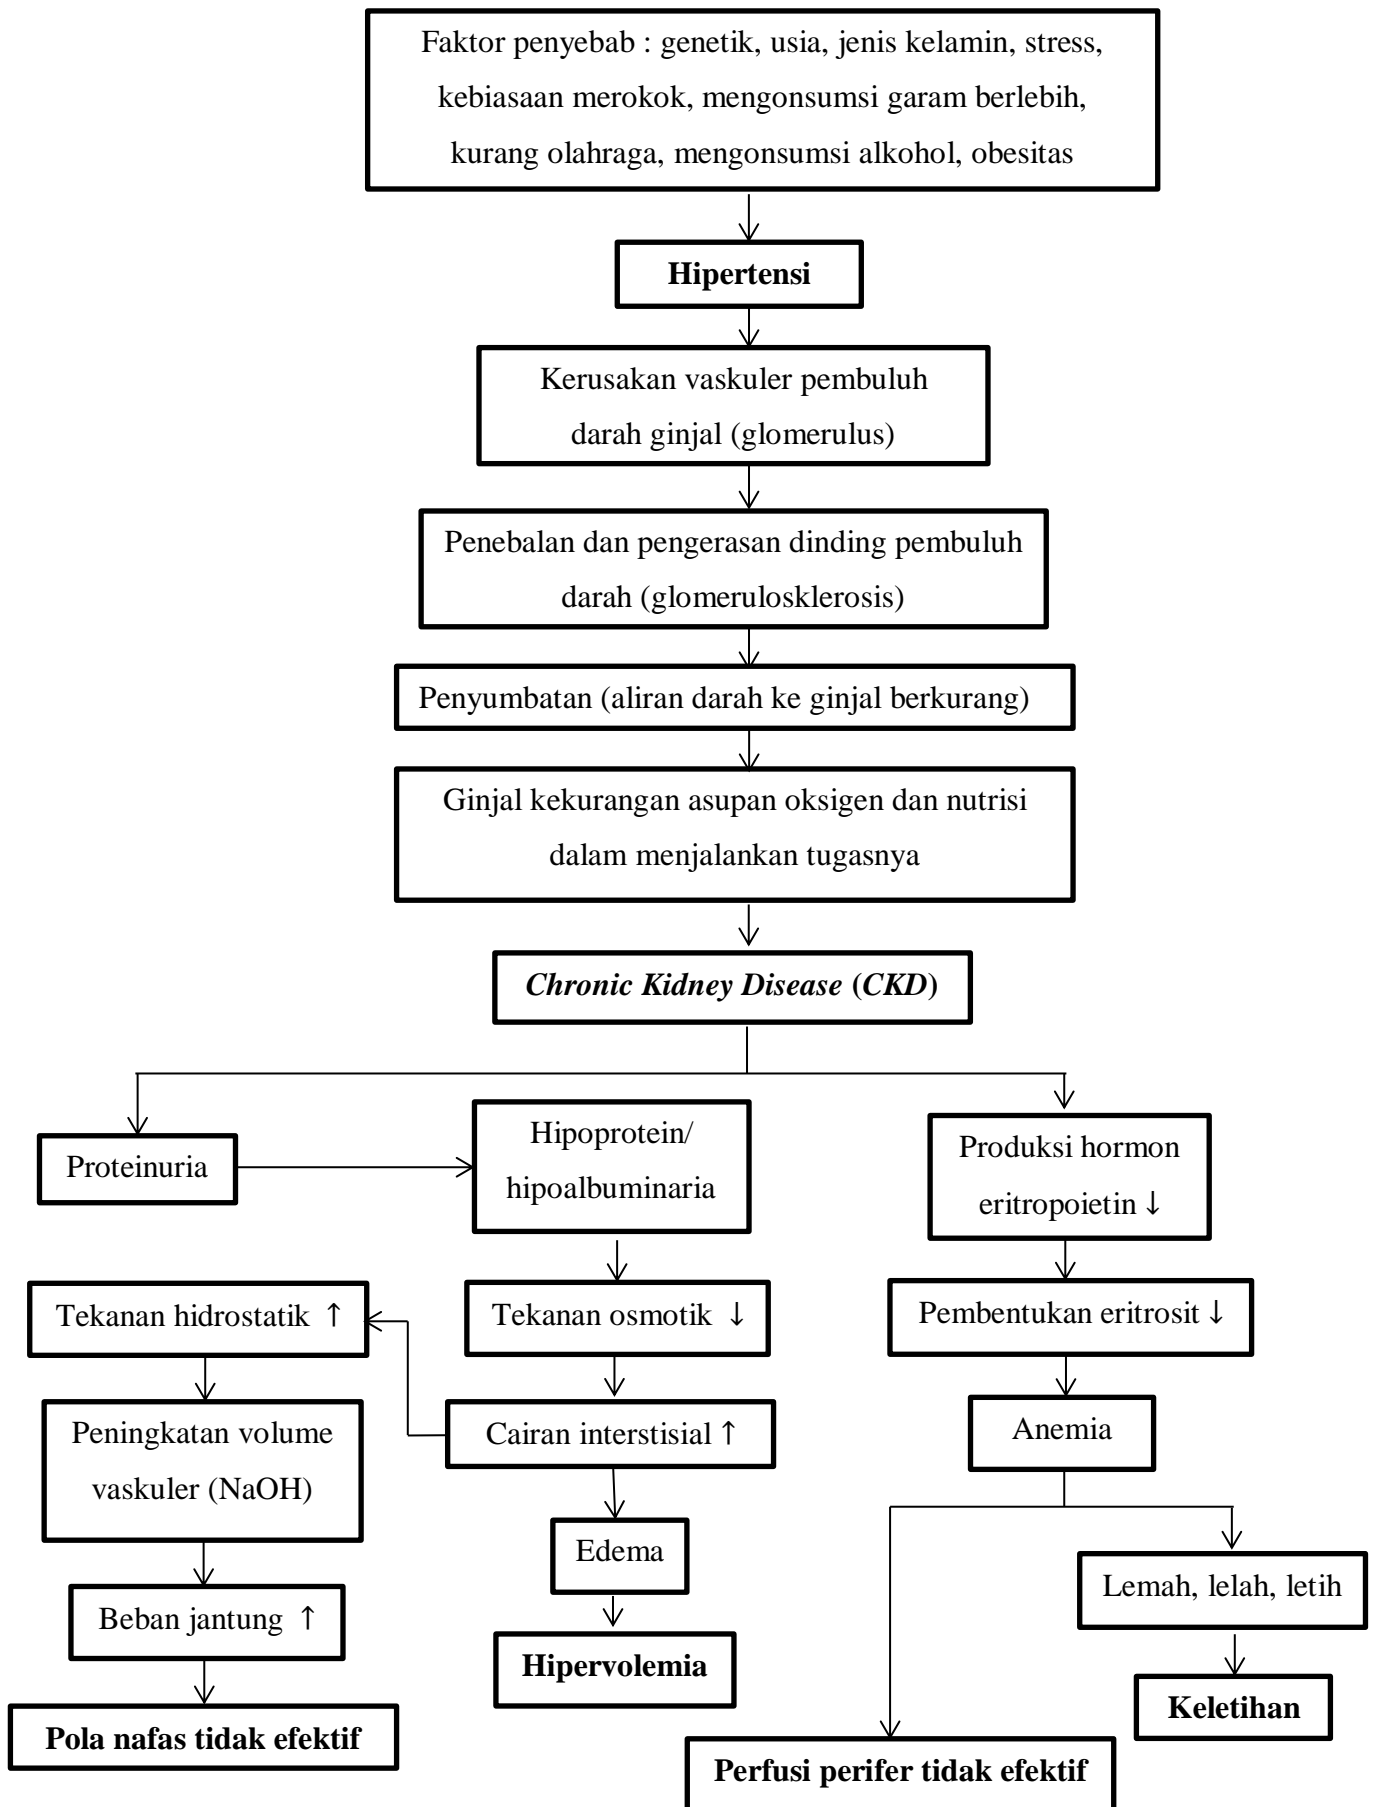 Faktor penyebab : genetik, usia, jenis kelamin, stress,
kebiasaan merokok, mengonsumsi garam berlebih,
kurang olahraga, mengonsumsi alkohol, obesitas
Hipertensi
Kerusakan vaskuler pembuluh
darah ginjal (glomerulus)
Penebalan dan pengerasan dinding pembuluh
darah (glomerulosklerosis)
Penyumbatan (aliran darah ke ginjal berkurang)
Ginjal kekurangan asupan oksigen dan nutrisi
dalam menjalankan tugasnya
Chronic Kidney Disease (CKD)
Proteinuria
Hipoprotein/
hipoalbuminaria
Produksi hormon
eritropoietin ↓
Tekanan hidrostatik ↑
Tekanan osmotik ↓
Pembentukan eritrosit ↓
Peningkatan volume
vaskuler (NaOH)
Cairan interstisial ↑
Anemia
Edema
Lemah, lelah, letih
Beban jantung ↑
Hipervolemia
Keletihan
Pola nafas tidak efektif
Perfusi perifer tidak efektif